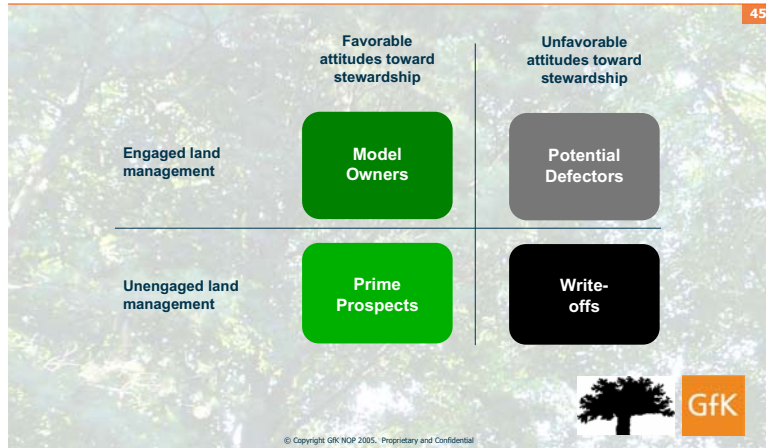 45
Favorable
attitudes toward
stewardship
Unfavorable
attitudes toward
stewardship
Engaged land
management
Model
Owners
Potential
Defectors
Unengaged land
management
Prime
Prospects
Write-
offs
GfK
© Copyright GfK NOP 2005. Proprietary and Confidential